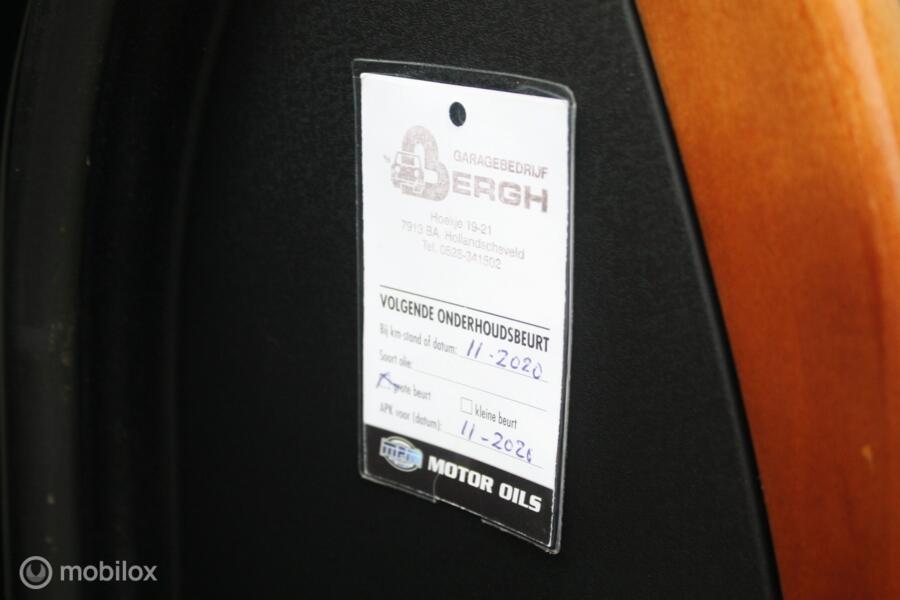 GARAGEBEDRIJF
BERGH
Hoekje 19-21
7913 BA Hollandscheveld
Tel. 0528-341502
VOLGENDE ONDERHOUDSBEURT
Bij km-stand of datum: 11-2020
Soort olie:
grote beurt
kleine beurt
APK voor (datum): 11-2020
MPM MOTOR OILS
mobilox